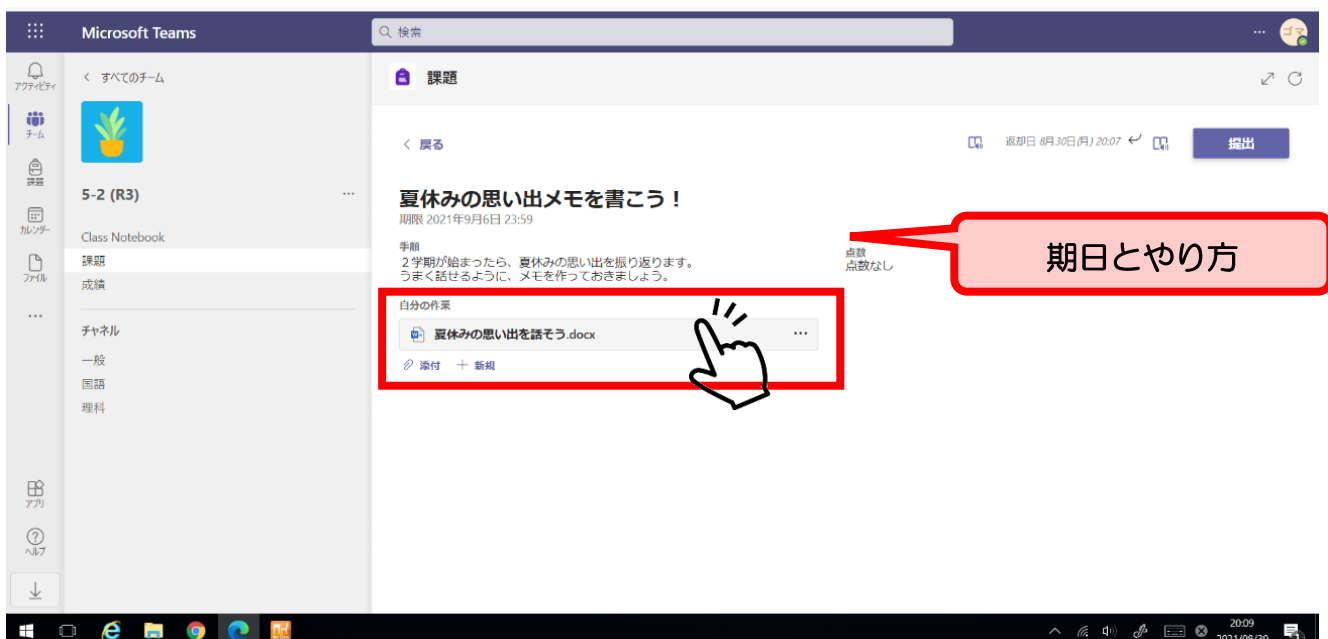 Microsoft Teams
検索
アクティビティ
チーム
課題
カレンダー
ファイル
アプリ
ヘルプ
すべてのチーム
5-2 (R3)
Class Notebook
課題
成績
チャネル
一般
国語
理科
課題
戻る
返却日 8月30日(月) 20:07
提出
夏休みの思い出メモを書こう！
期限 2021年9月6日 23:59
手順
２学期が始まったら、夏休みの思い出を振り返ります。
うまく話せるように、メモを作っておきましょう。
点数
点数なし
自分の作業
夏休みの思い出を話そう.docx
添付
新規
期日とやり方
20:09
2021/08/30